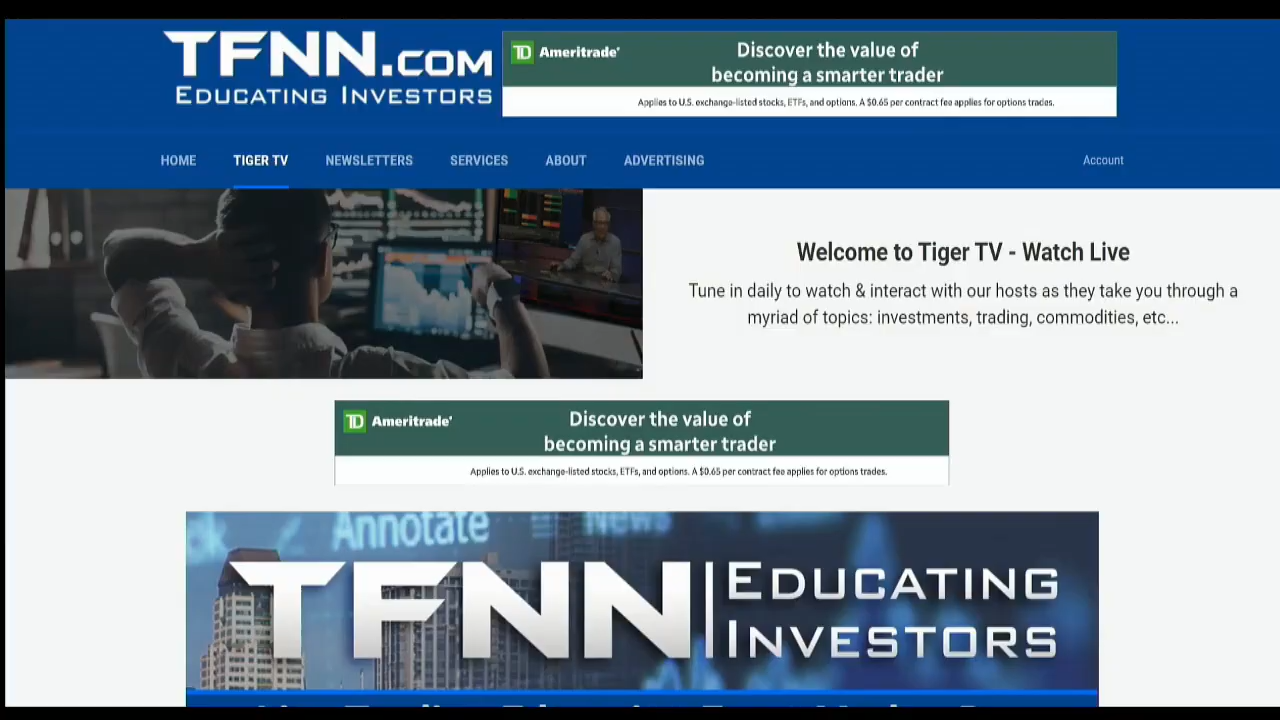 TFNN.COM
EDUCATING INVESTORS
TD Ameritrade
Discover the value of
becoming a smarter trader
Applies to U.S. exchange-listed stocks, ETFs, and options. A $0.65 per contract fee applies for options trades.
HOME TIGER TV NEWSLETTERS SERVICES ABOUT ADVERTISING Account
Welcome to Tiger TV - Watch Live
Tune in daily to watch & interact with our hosts as they take you through a
myriad of topics: investments, trading, commodities, etc...
TD Ameritrade
Discover the value of
becoming a smarter trader
Applies to U.S. exchange-listed stocks, ETFs, and options. A $0.65 per contract fee applies for options trades.
Annotate News
TFNN EDUCATING
INVESTORS